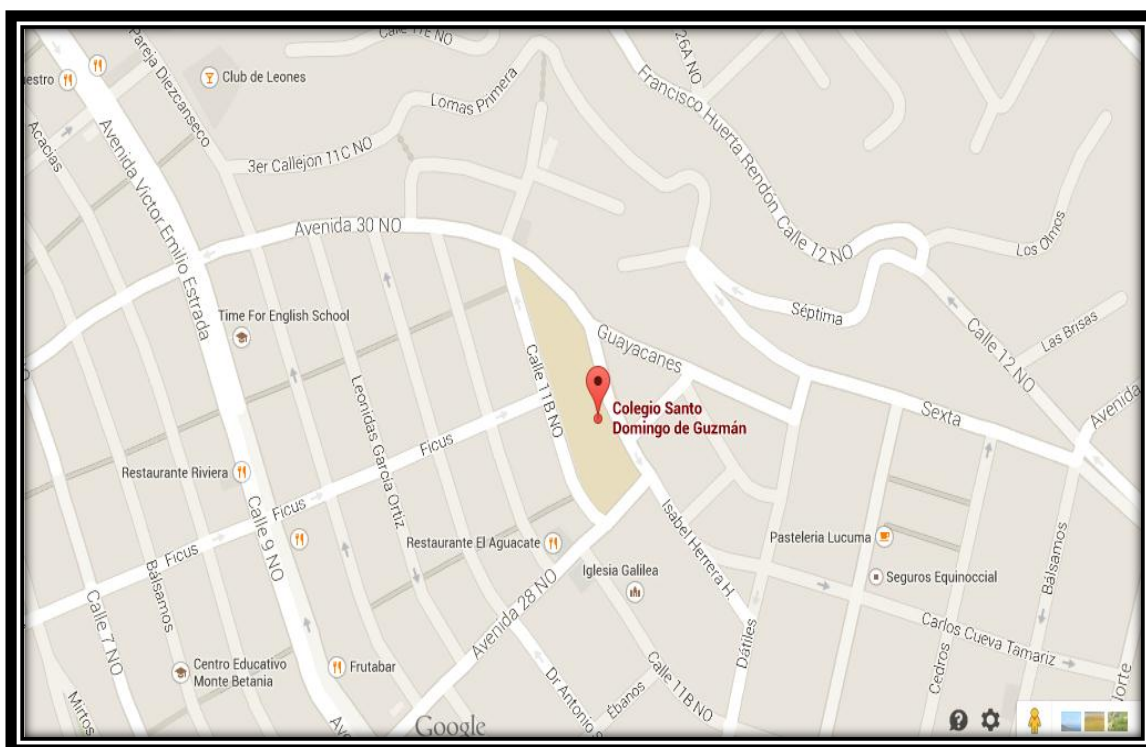 Calle 11E NO
26A NO
Pareja Diezcanseco
Club de Leones
Lomas Primera
Francisco Huerta Rendón Calle 12 NO
Acacias
Avenida Victor Emilio Estrada
3er Callejon 11C NO
Avenida 30 NO
Los Olmos
Séptima
Time For English School
Guayacanes
Calle 12 NO
Las Brisas
Calle 11B NO
Leonidas Garcia Ortiz
Colegio Santo
Domingo de Guzmán
Sexta
Avenida
Ficus
Restaurante Riviera
Calle 9 NO
Ficus
Isabel Herrera H
Restaurante El Aguacate
Pasteleria Lucuma
Ficus
Iglesia Galilea
Seguros Equinoccial
Bálsamos
Bálsamos
Calle 7 NO
Avenida 28 NO
Dátiles
Carlos Cueva Tamariz
Centro Educativo
Monte Betania
Frutabar
Cedros
Calle 11B NO
Dr Antonio
Ébanos
Mirtos
Google